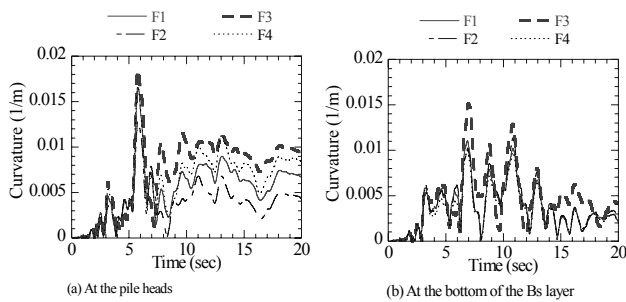 F1 F3
F2 F4
Curvature (1/m)
0.02
0.015
0.01
0.005
0
0 5 10 15 20
Time (sec)
(a) At the pile heads
F1 F3
F2 F4
Curvature (1/m)
0.02
0.015
0.01
0.005
0
0 5 10 15 20
Time (sec)
(b) At the bottom of the Bs layer